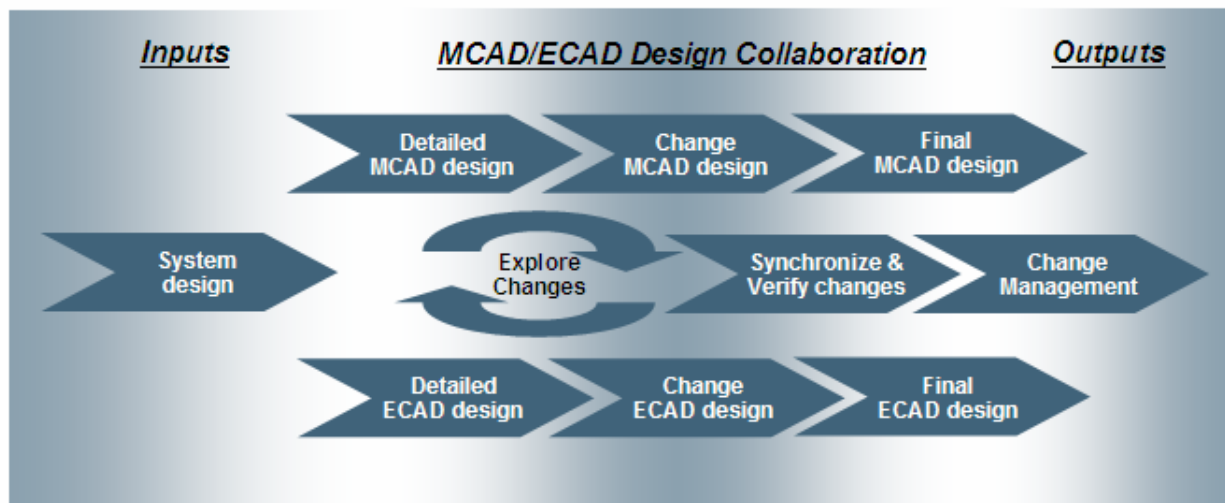 Inputs
MCAD/ECAD Design Collaboration
Outputs
Detailed
MCAD design
Change
MCAD design
Final
MCAD design
System
design
Explore
Changes
Synchronize &
Verify changes
Change
Management
Detailed
ECAD design
Change
ECAD design
Final
ECAD design